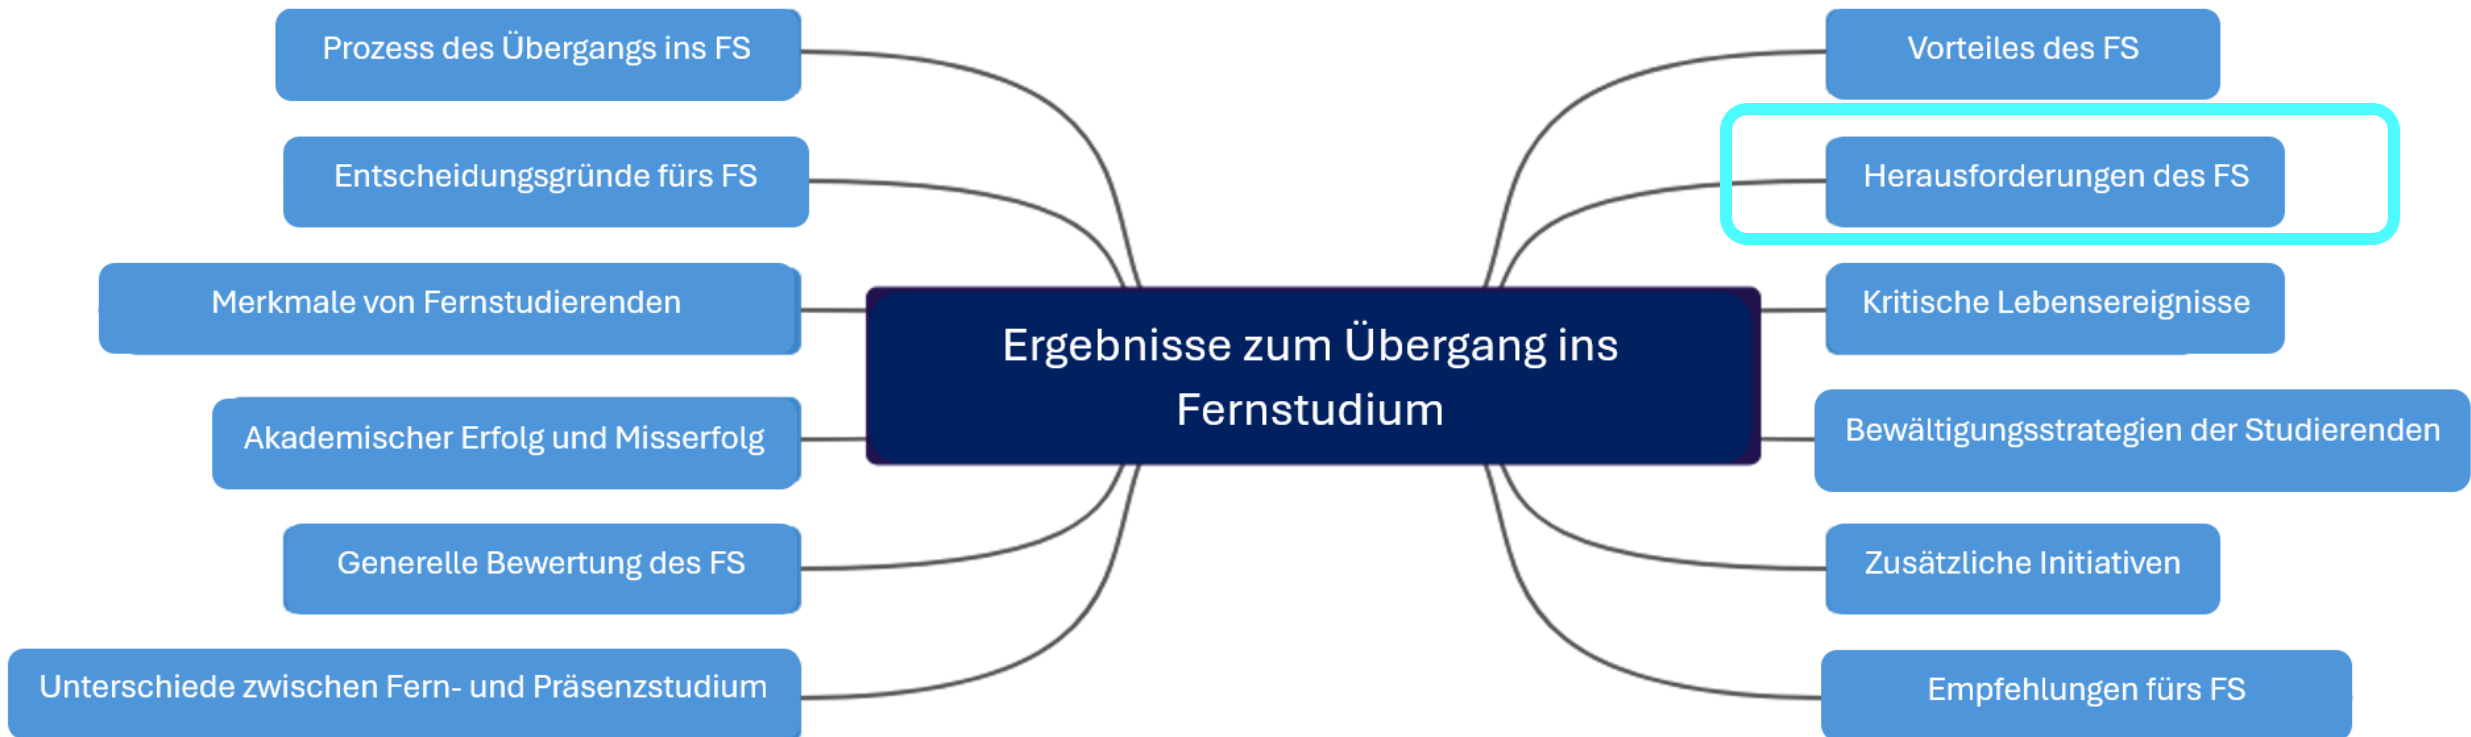 Prozess des Übergangs ins FS
Entscheidungsgründe fürs FS
Merkmale von Fernstudierenden
Akademischer Erfolg und Misserfolg
Generelle Bewertung des FS
Unterschiede zwischen Fern- und Präsenzstudium
Ergebnisse zum Übergang ins
Fernstudium
Vorteiles des FS
Herausforderungen des FS
Kritische Lebensereignisse
Bewältigungsstrategien der Studierenden
Zusätzliche Initiativen
Empfehlungen fürs FS